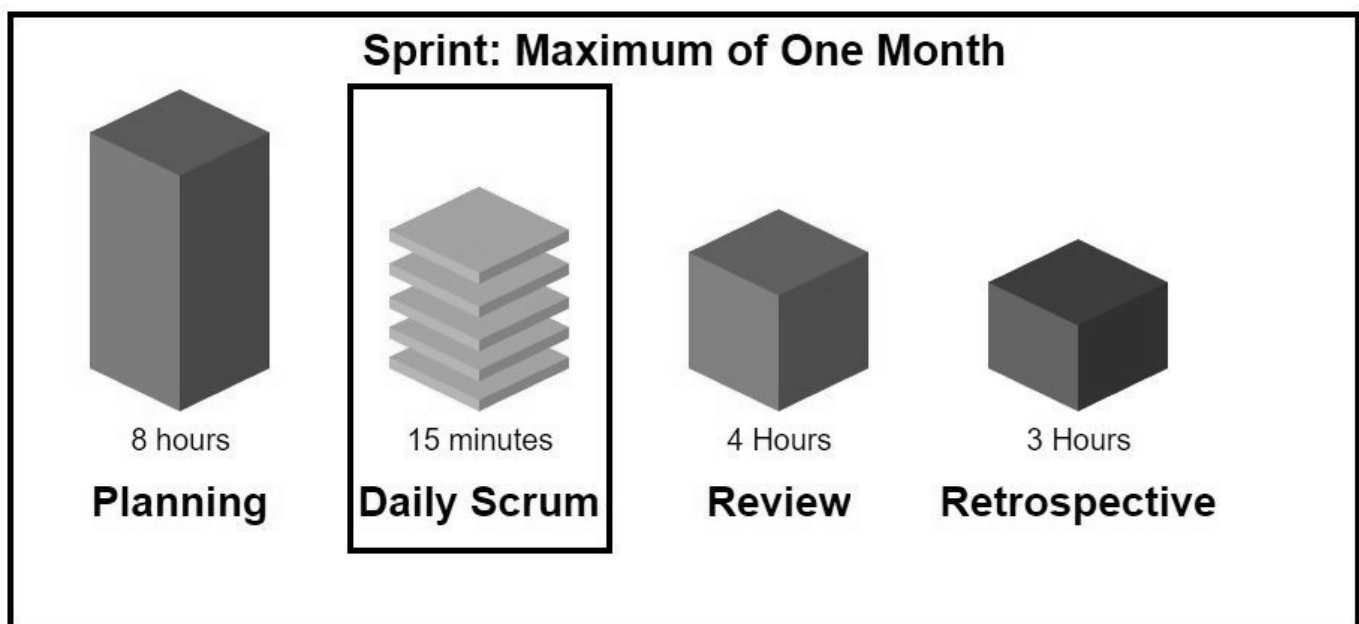 Sprint: Maximum of One Month
8 hours
15 minutes
4 Hours
3 Hours
Planning
Daily Scrum
Review
Retrospective